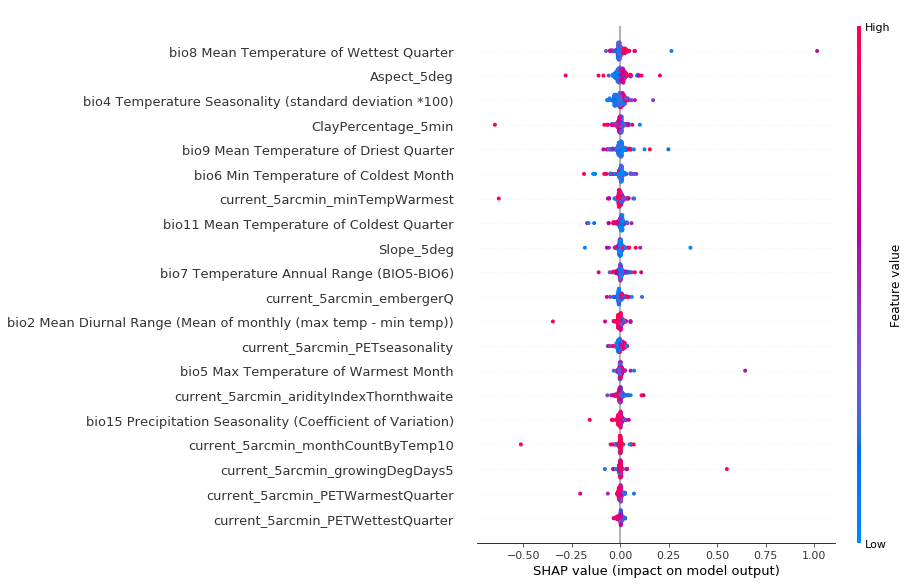 High
bio8 Mean Temperature of Wettest Quarter
Aspect_5deg
bio4 Temperature Seasonality (standard deviation *100)
ClayPercentage_5min
bio9 Mean Temperature of Driest Quarter
bio6 Min Temperature of Coldest Month
current_5arcmin_minTempWarmest
bio11 Mean Temperature of Coldest Quarter
Slope_5deg
bio7 Temperature Annual Range (BIO5-BIO6)
current_5arcmin_embergerQ
bio2 Mean Diurnal Range (Mean of monthly (max temp - min temp))
current_5arcmin_PETseasonality
bio5 Max Temperature of Warmest Month
current_5arcmin_aridityIndexThornthwaite
bio15 Precipitation Seasonality (Coefficient of Variation)
current_5arcmin_monthCountByTemp10
current_5arcmin_growingDegDays5
current_5arcmin_PETWarmestQuarter
current_5arcmin_PETWettestQuarter
Feature value
Low
−0.50 −0.25 0.00 0.25 0.50 0.75 1.00
SHAP value (impact on model output)